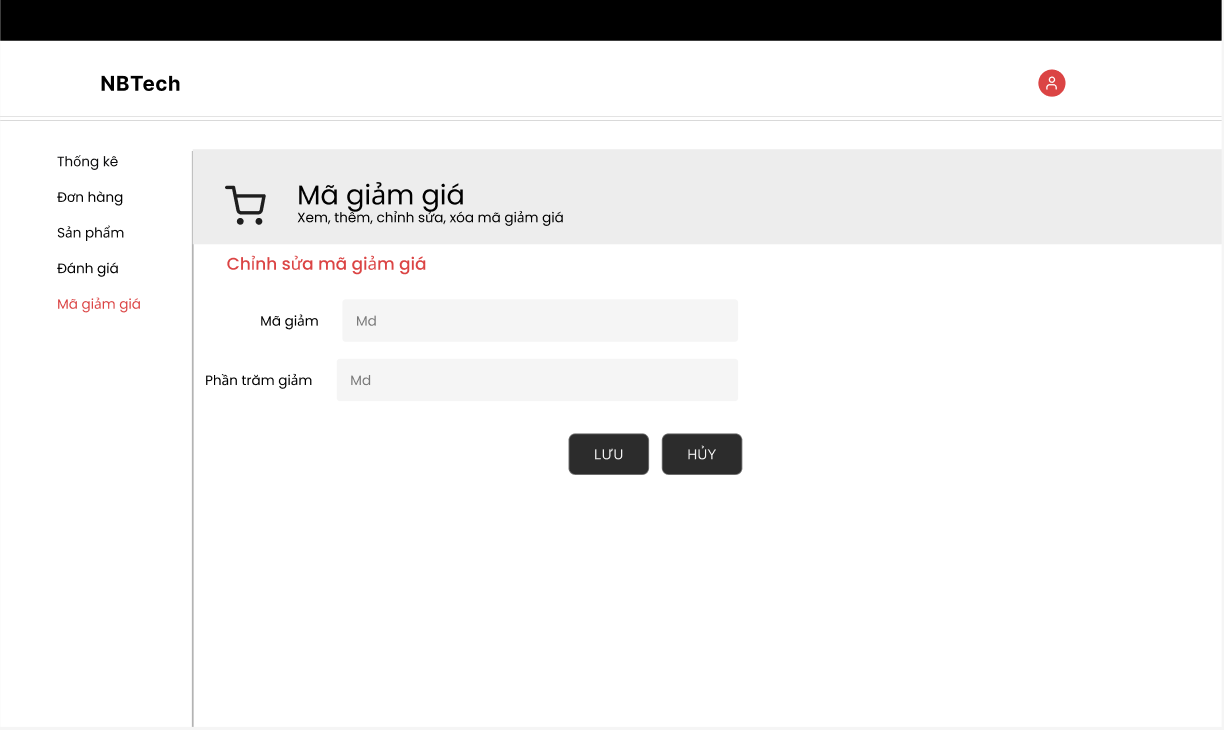 NBTech
Thống kê
Đơn hàng
Sản phẩm
Đánh giá
Mã giảm giá
Mã giảm giá
Xem, thêm, chỉnh sửa, xóa mã giảm giá
Chỉnh sửa mã giảm giá
Mã giảm
Md
Phần trăm giảm
Md
LƯU
HỦY